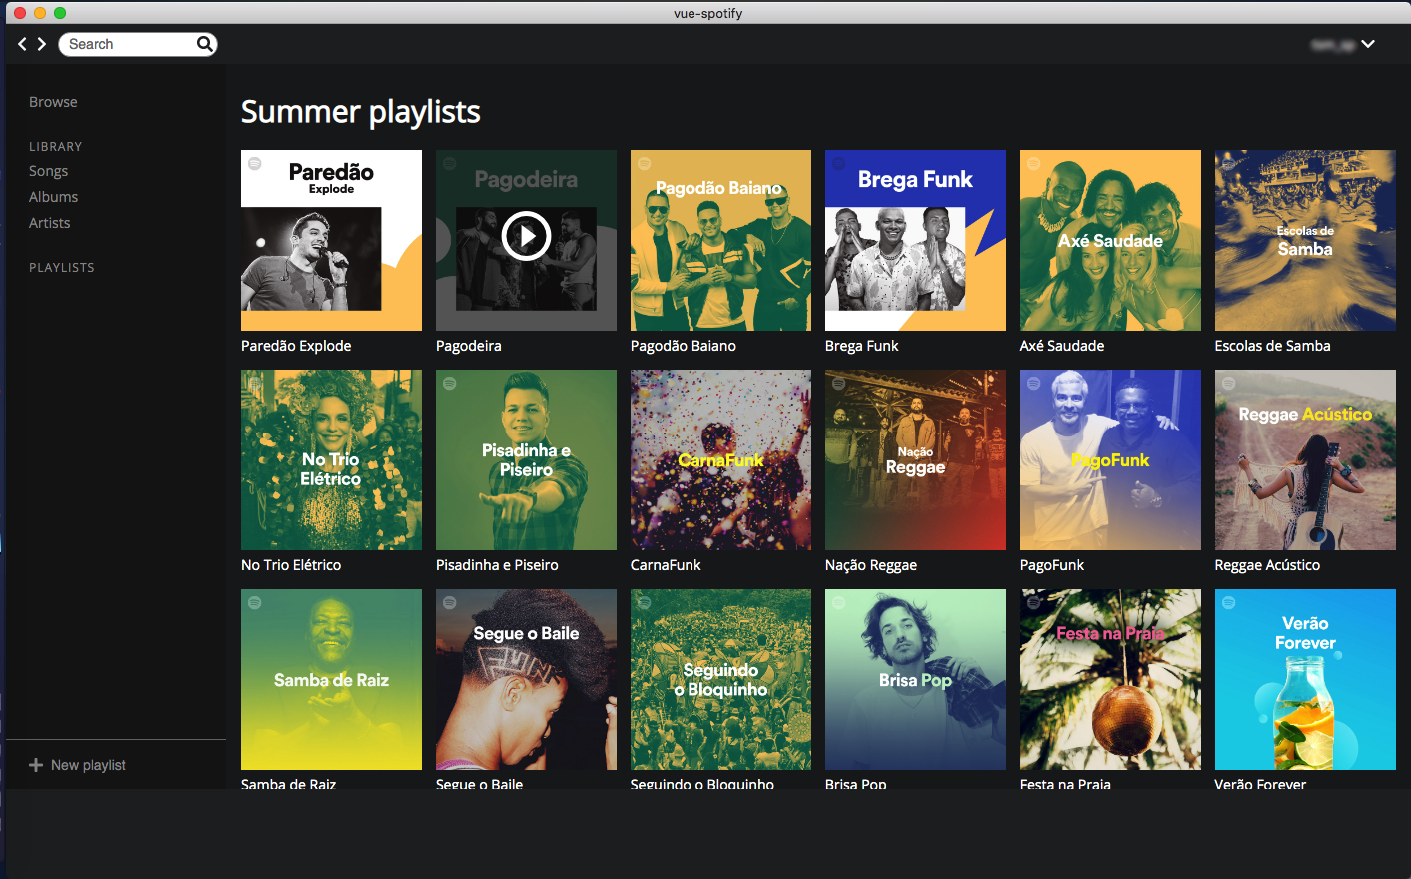 vue-spotify
Search
Browse
LIBRARY
Songs
Albums
Artists
PLAYLISTS
New playlist
Summer playlists
Paredão
Explode
Pagodeira
Pagodão Baiano
Brega Funk
Axé Saudade
Escolas de
Samba
Paredão Explode
Pagodeira
Pagodão Baiano
Brega Funk
Axé Saudade
Escolas de Samba
No Trio
Elétrico
Pisadinha e
Piseiro
CarnaFunk
Nação
Reggae
PagoFunk
Reggae Acústico
No Trio Elétrico
Pisadinha e Piseiro
CarnaFunk
Nação Reggae
PagoFunk
Reggae Acústico
Samba de Raiz
Segue o Baile
Seguindo
o Bloquinho
Brisa Pop
Festa na Praia
Verão
Forever
Samba de Raiz
Segue o Baile
Seguindo o Bloquinho
Brisa Pop
Festa na Praia
Verão Forever